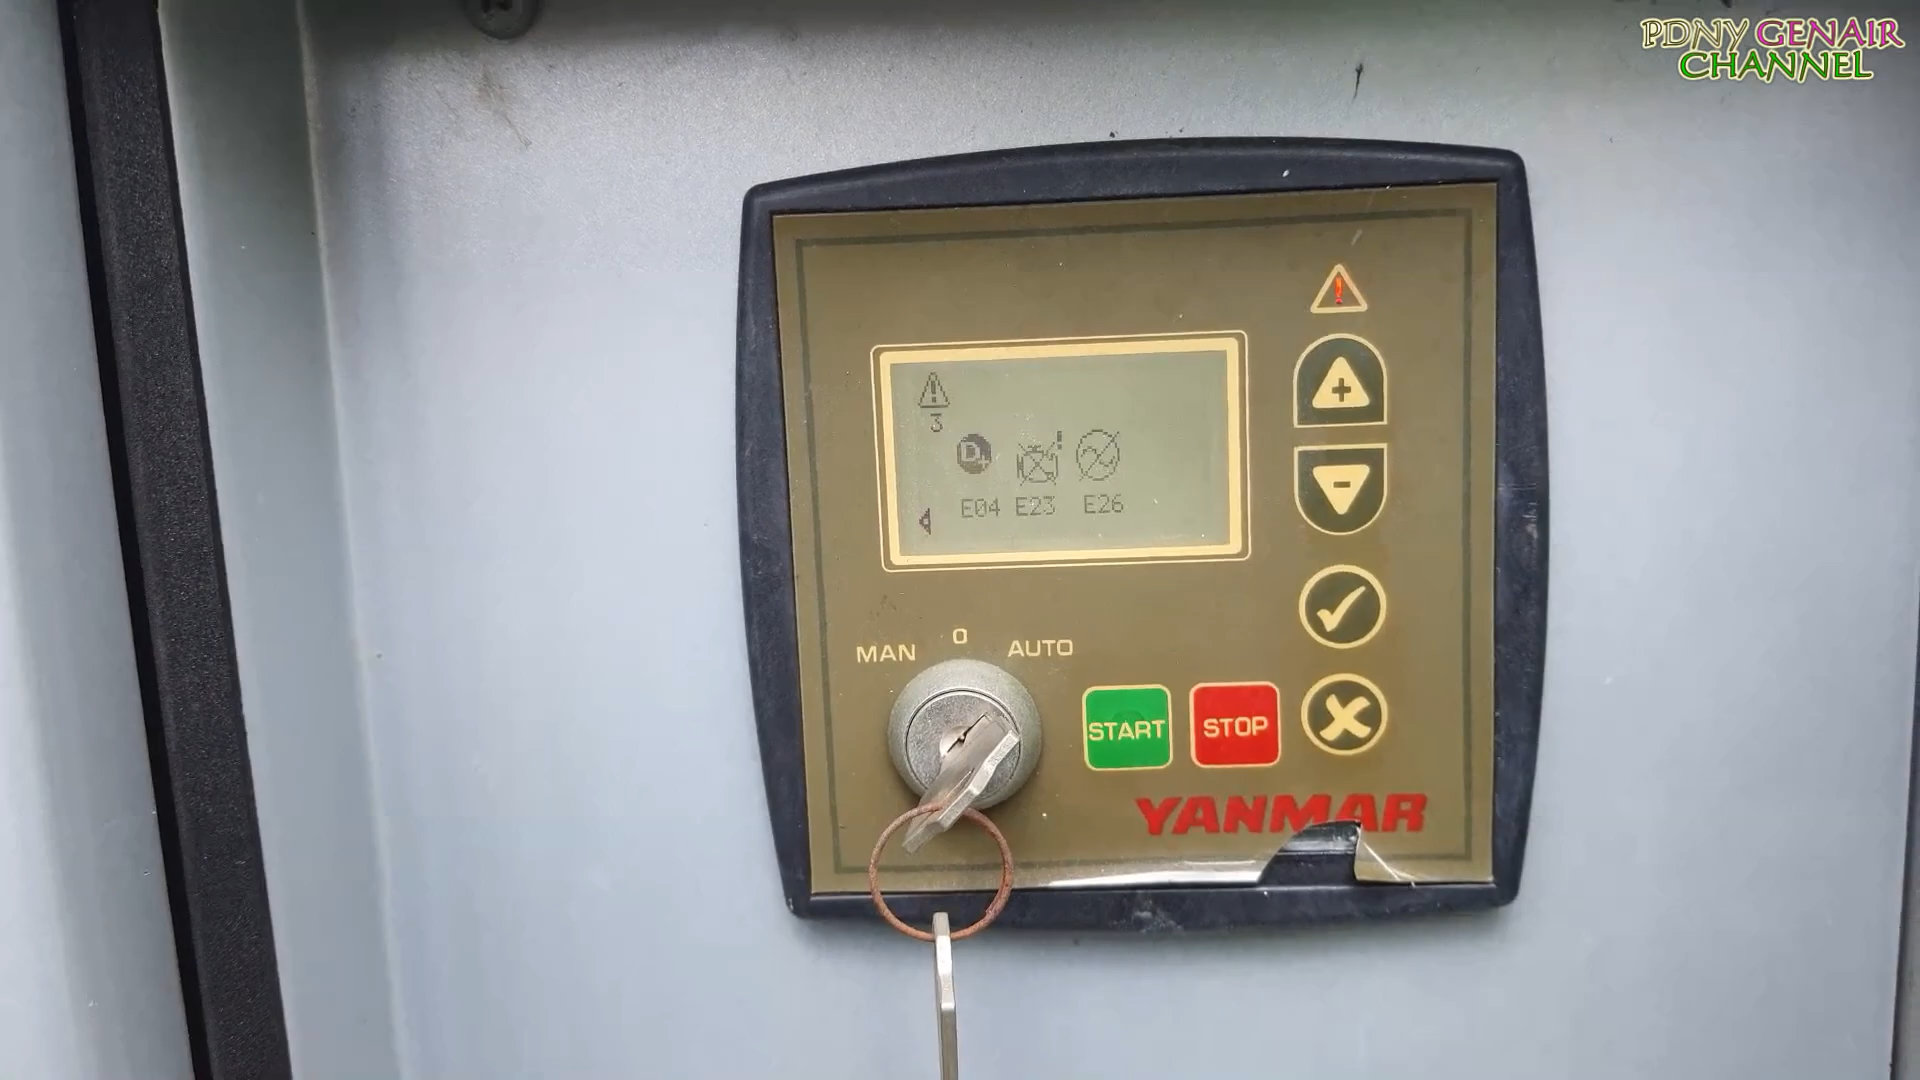 PDNY GENAIR
CHANNEL
3
D
E04 E23 E26
MAN 0 AUTO
START STOP
YANMAR